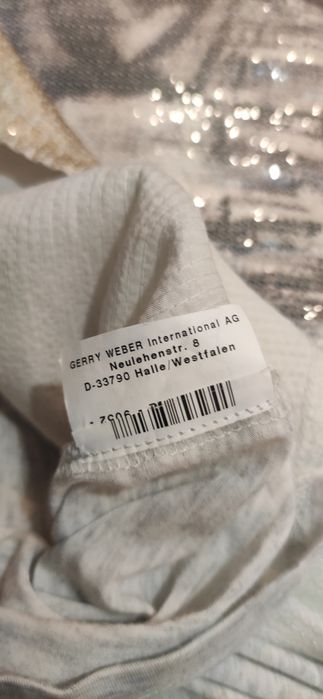 GERRY WEBER International AG
Neulehenstr. 8
D-33790 Halle/Westfalen